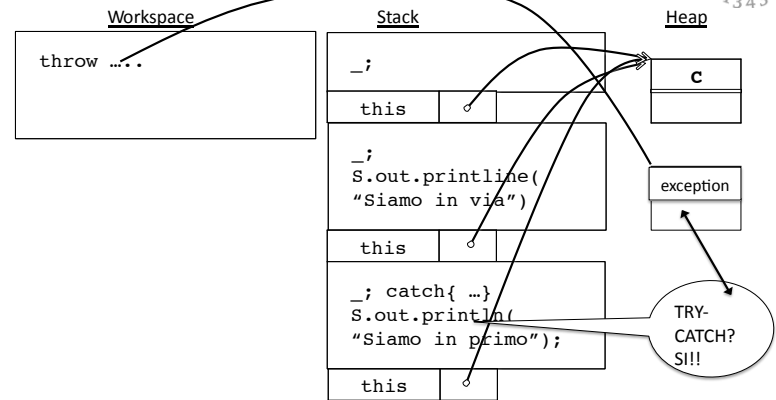 Workspace
Stack
Heap
throw …..
_;
this
C
_;
S.out.printline(
“Siamo in via”)
this
exception
_; catch{ …}
S.out.println(
“Siamo in primo”);
this
TRY-
CATCH?
SI!!